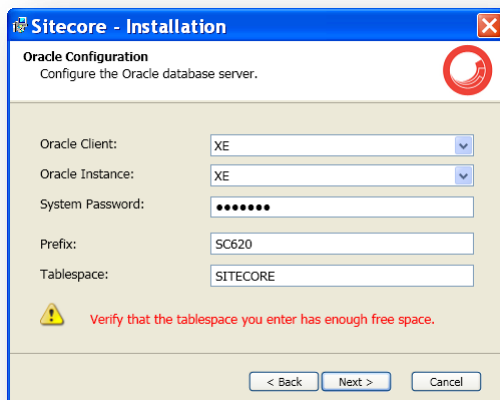 Sitecore - Installation
Oracle Configuration
Configure the Oracle database server.
Oracle Client: XE
Oracle Instance: XE
System Password: •••••••
Prefix: SC620
Tablespace: SITECORE
Verify that the tablespace you enter has enough free space.
< Back Next > Cancel